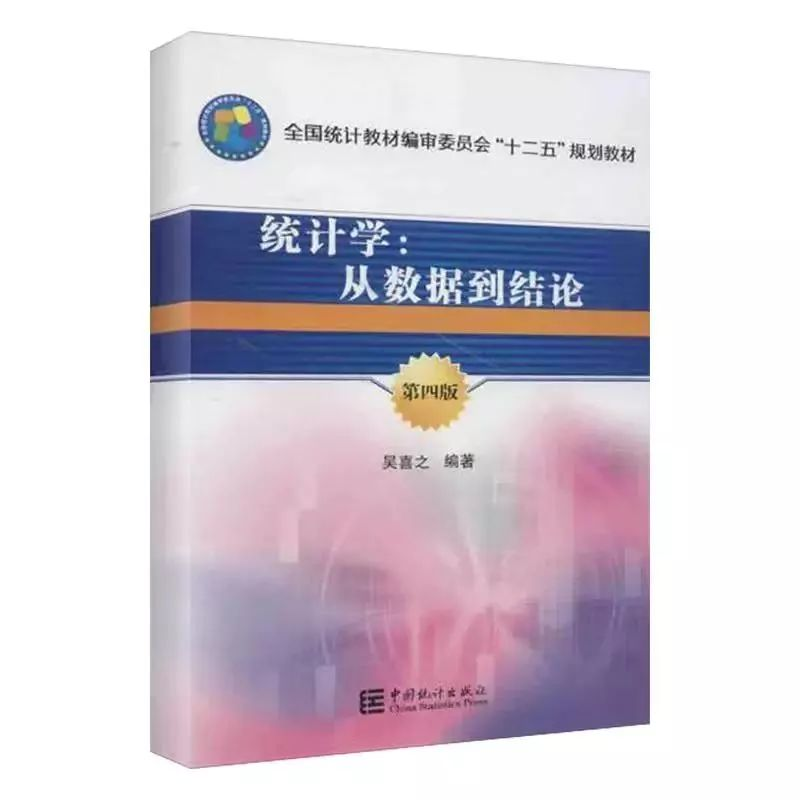 全国统计教材编审委员会“十二五”规划教材
统计学：
从数据到结论
第四版
吴喜之 编著
中国统计出版社
China Statistics Press